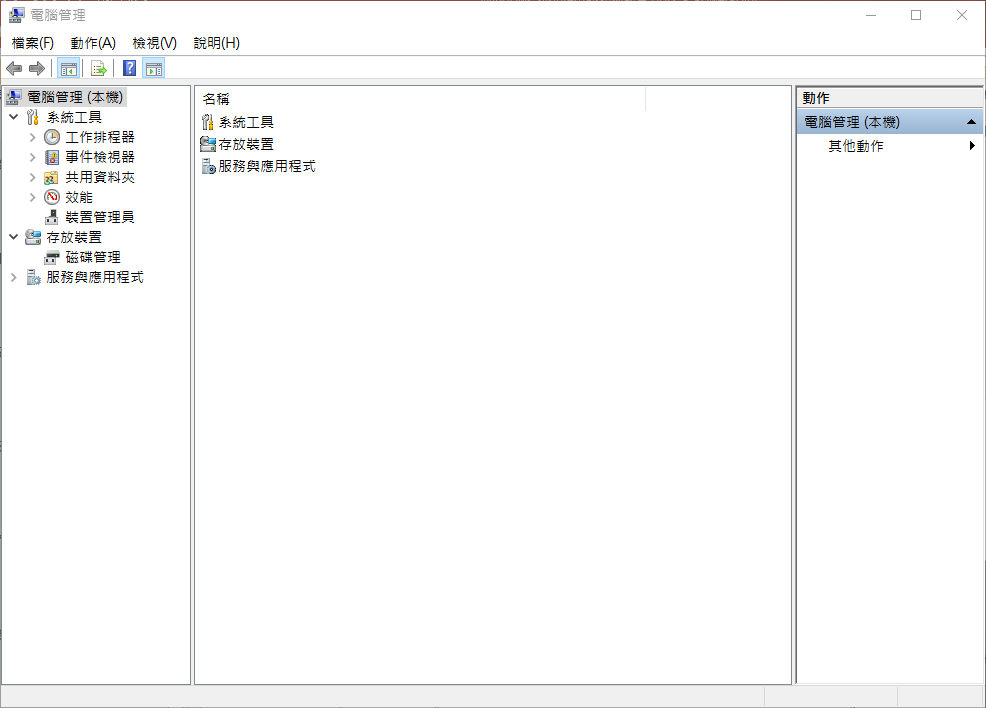 電腦管理
檔案(F) 動作(A) 檢視(V) 說明(H)
電腦管理 (本機)
系統工具
工作排程器
事件檢視器
共用資料夾
效能
裝置管理員
存放裝置
磁碟管理
服務與應用程式
名稱
系統工具
存放裝置
服務與應用程式
動作
電腦管理 (本機)
其他動作